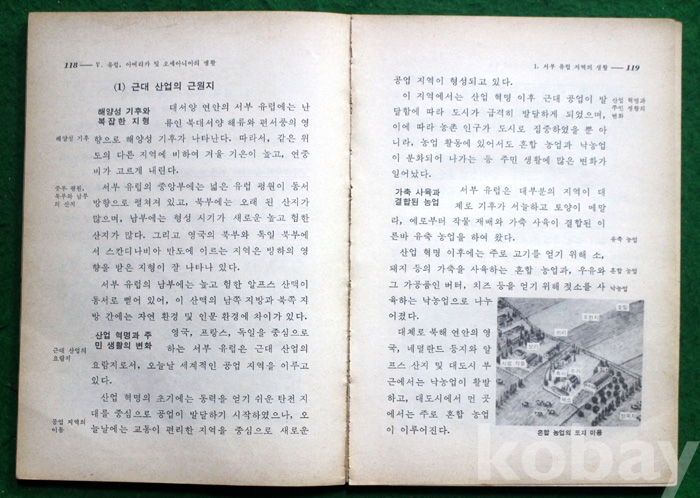 118 — Ⅴ. 유럽, 아메리카 및 오세아니아의 생활
(1) 근대 산업의 근원지
해양성 기후와
복잡한 지형
대서양 연안의 서부 유럽에는 난
류인 북대서양 해류와 편서풍의 영
해양성 기후
향으로 해양성 기후가 나타난다. 따라서, 같은 위
도의 다른 지역에 비하여 겨울 기온이 높고, 연중
비가 고르게 내린다.
중부 평원,
북부와 남부
의 산지
서부 유럽의 중앙부에는 넓은 유럽 평원이 동서
방향으로 펼쳐져 있고, 북부에는 오래 된 산지가
많으며, 남부에는 형성 시기가 새로운 높고 험한
산지가 많다. 그리고 영국의 북부와 독일 북부에
서 스칸디나비아 반도에 이르는 지역은 빙하의 영
향을 받은 지형이 잘 나타나 있다.
서부 유럽의 남부에는 높고 험한 알프스 산맥이
동서로 뻗어 있어, 이 산맥의 남쪽 지방과 북쪽 지
방 간에는 자연 환경 및 인문 환경에 차이가 있다.
산업 혁명과 주
민 생활의 변화
영국, 프랑스, 독일을 중심으로
하는 서부 유럽은 근대 산업의
근대 산업의
요람지
요람지로서, 오늘날 세계적인 공업 지역을 이루고
있다.
산업 혁명의 초기에는 동력을 얻기 쉬운 탄전 지
대를 중심으로 공업이 발달하기 시작하였으나, 오
공업 지역의
이동
늘날에는 교통이 편리한 지역을 중심으로 새로운
Ⅰ. 서부 유럽 지역의 생활 — 119
공업 지역이 형성되고 있다.
이 지역에서는 산업 혁명 이후 근대 공업이 발
산업 혁명과
주민 생활의
변화
달함에 따라 도시가 급격히 발달하게 되었으며,
이에 따라 농촌 인구가 도시로 집중하였을 뿐 아
니라, 농업 활동에 있어서도 혼합 농업과 낙농업
이 분화되어 나가는 등 주민 생활에 많은 변화가
일어났다.
가축 사육과
결합된 농업
서부 유럽은 대부분의 지역이 대
체로 기후가 서늘하고 토양이 메말
라, 예로부터 작물 재배와 가축 사육이 결합된 이
른바 유축 농업을 하여 왔다.
유축 농업
산업 혁명 이후에는 주로 고기를 얻기 위해 소,
돼지 등의 가축을 사육하는 혼합 농업과, 우유와
혼합 농업
그 가공품인 버터, 치즈 등을 얻기 위해 젖소를 사
낙농업
육하는 낙농업으로 나누
어졌다.
대체로 북해 연안의 영
국, 네덜란드 등지와 알
프스 산지 및 대도시 부
근에서는 낙농업이 활발
하고, 대도시에서 먼 곳
에서는 주로 혼합 농업
이 이루어진다.
혼합 농업의 토지 이용
kobay